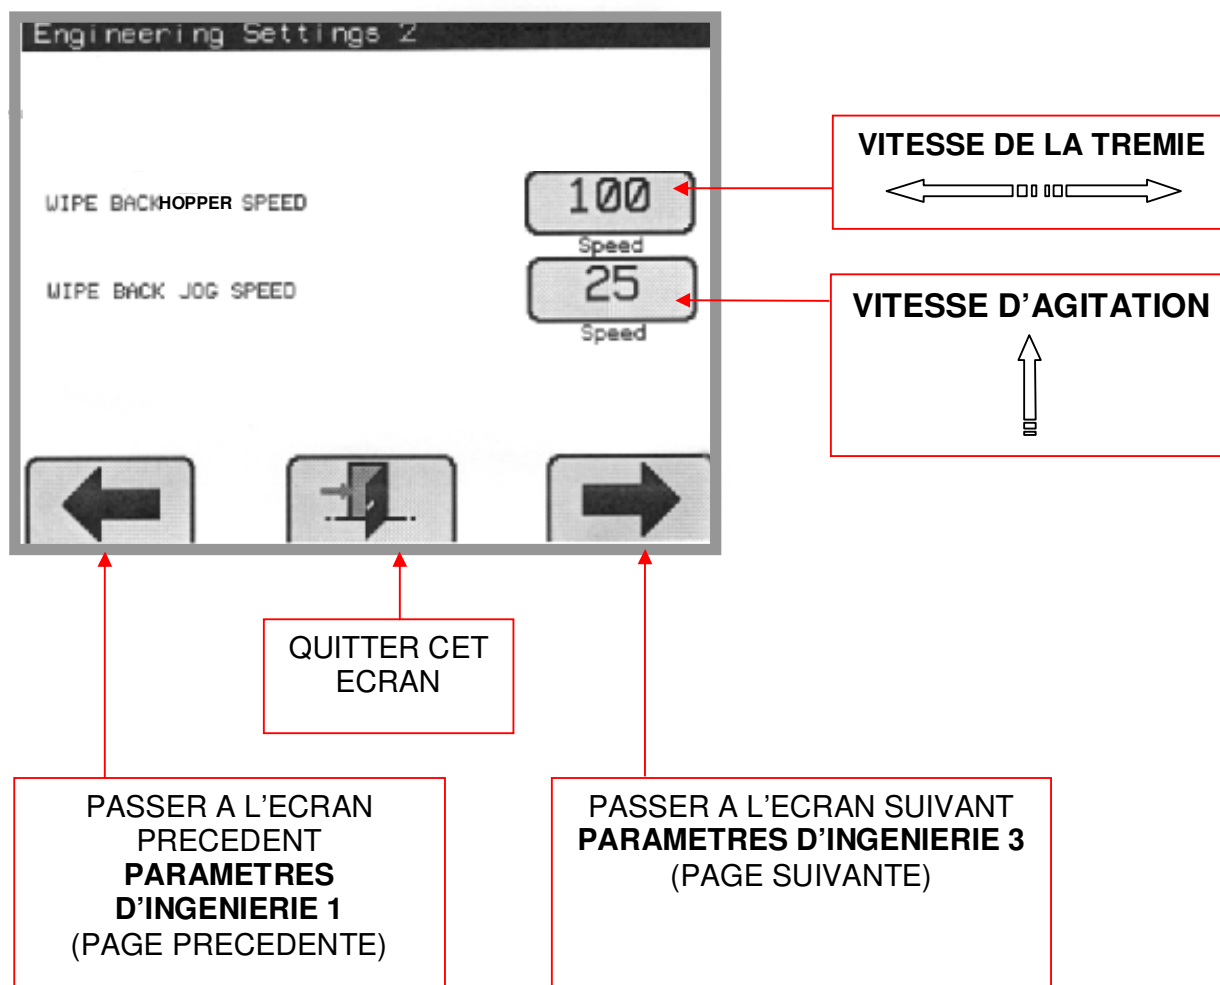 Engineering Settings 2
WIPE BACK HOPPER SPEED
100
Speed
WIPE BACK JOG SPEED
25
Speed
VITESSE DE LA TREMIE
VITESSE D'AGITATION
QUITTER CET
ECRAN
PASSER A L'ECRAN
PRECEDENT
PARAMETRES
D'INGENIERIE 1
(PAGE PRECEDENTE)
PASSER A L'ECRAN SUIVANT
PARAMETRES D'INGENIERIE 3
(PAGE SUIVANTE)